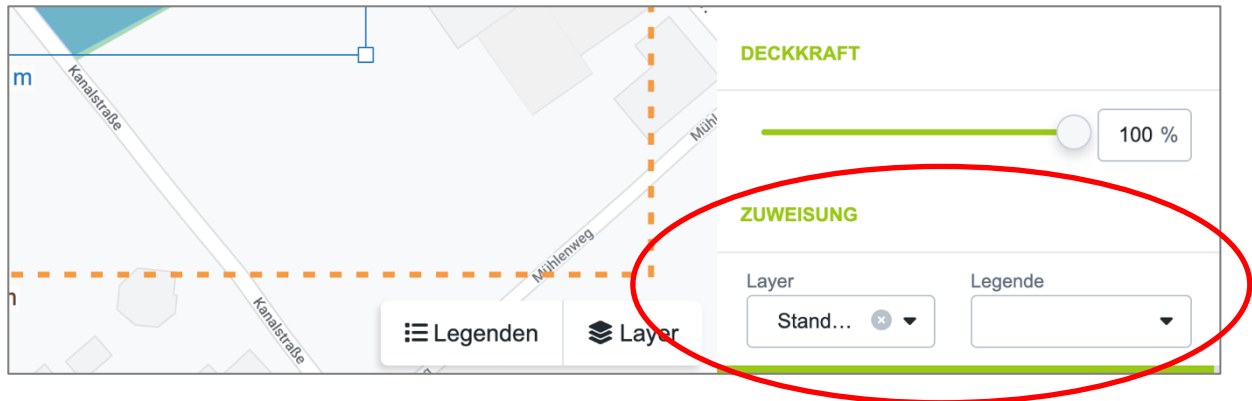 m
Kanalstraße
Mühlenweg
Kanalstraße
Legenden
Layer
DECKKRAFT
100 %
ZUWEISUNG
Layer
Legende
Stand...